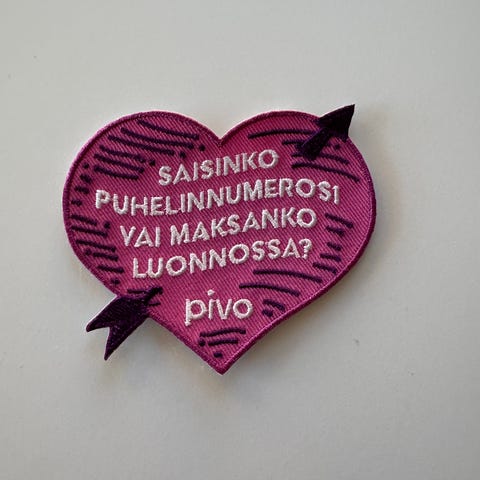 SAISINKO
PUHELINNUMEROSI
VAI MAKSANKO
LUONNOSSA?
pivo